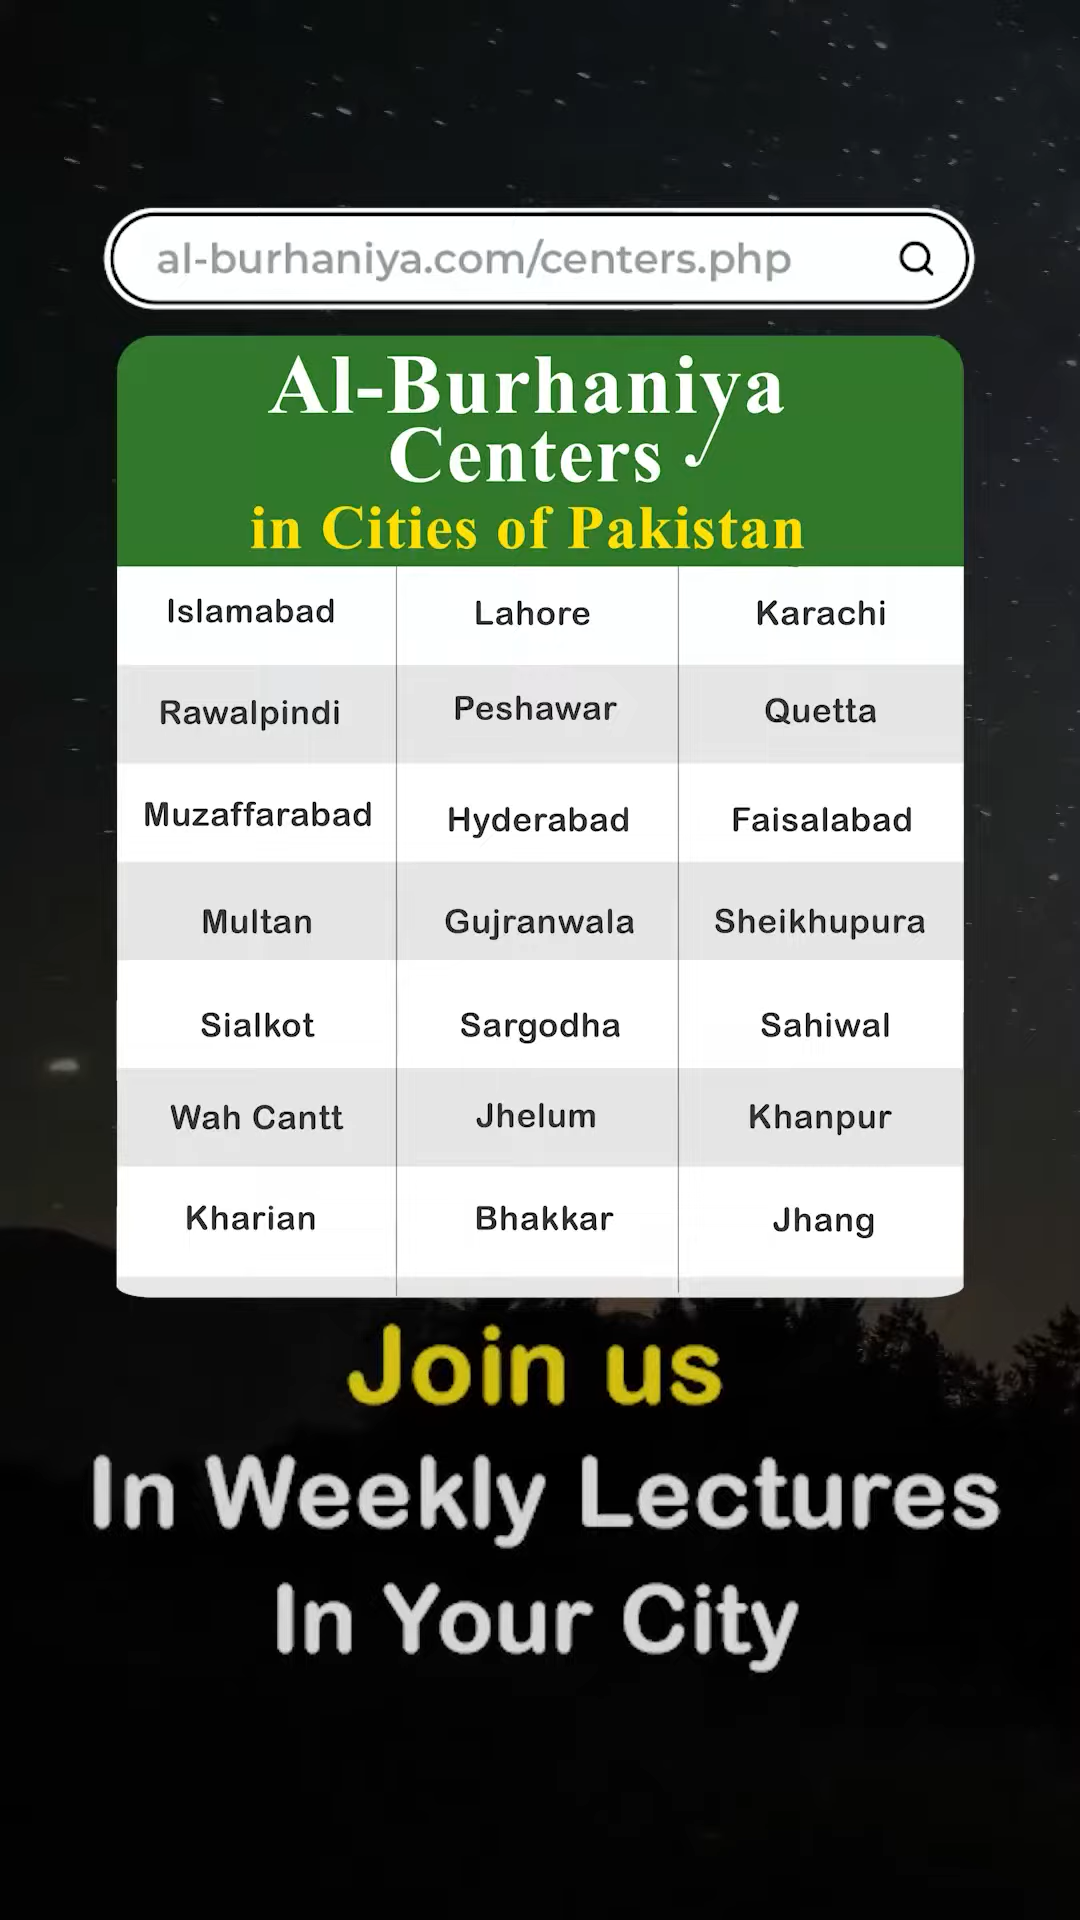 al-burhaniya.com/centers.php
Al-Burhaniya
Centers
in Cities of Pakistan
Islamabad Lahore Karachi
Rawalpindi Peshawar Quetta
Muzaffarabad Hyderabad Faisalabad
Multan Gujranwala Sheikhupura
Sialkot Sargodha Sahiwal
Wah Cantt Jhelum Khanpur
Kharian Bhakkar Jhang
Join us
In Weekly Lectures
In Your City